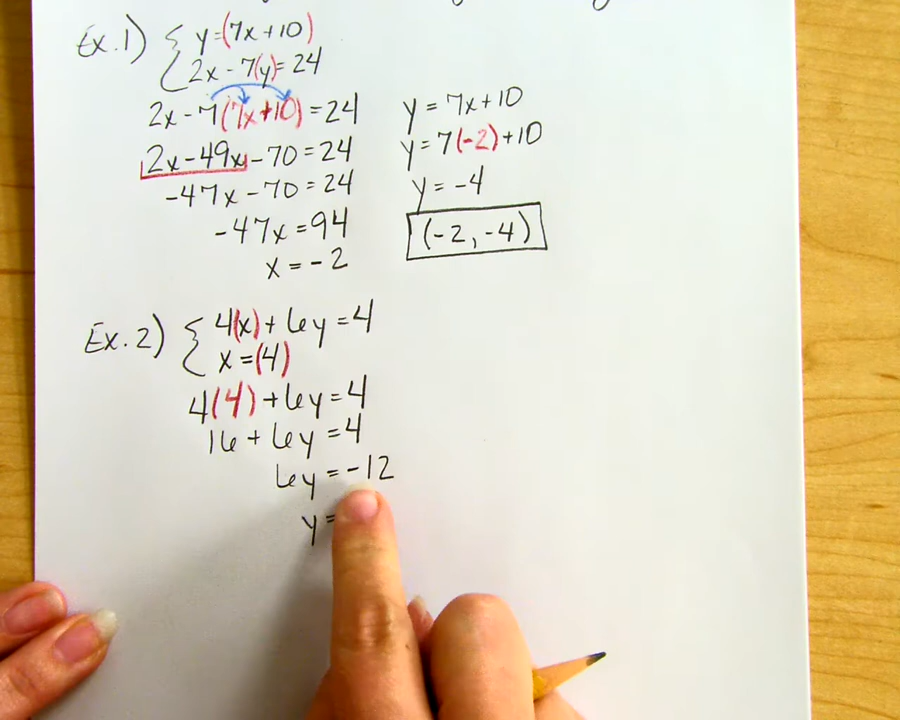 Ex. 1) { y=(7x+10)
2x - 7(y)=24
2x - 7(7x+10)=24
2x - 49x - 70 = 24
-47x - 70 = 24
-47x = 94
x = -2
y = 7x+10
y = 7(-2)+10
y = -4
(-2, -4)
Ex. 2) { 4(x) + 6y = 4
x = (4)
4(4) + 6y = 4
16 + 6y = 4
6y = -12
y =